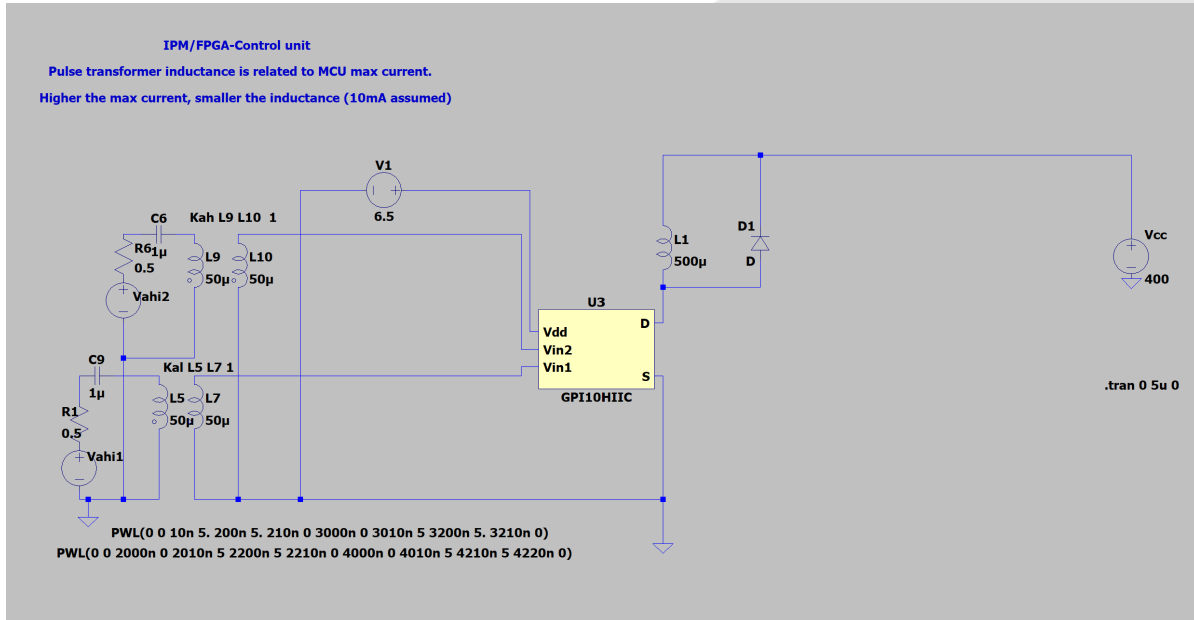 IPM/FPGA-Control unit
Pulse transformer inductance is related to MCU max current.
Higher the max current, smaller the inductance (10mA assumed)
V1
6.5
C6
1µ
Kah L9 L10 1
R6
0.5
L9
50µ
L10
50µ
Vahi2
L1
500µ
D1
D
Vcc
400
U3
Vdd
Vin2
Vin1
D
S
GPI10HIIC
C9
1µ
Kal L5 L7 1
R1
0.5
L5
50µ
L7
50µ
Vahi1
.tran 0 5u 0
PWL(0 0 10n 5. 200n 5. 210n 0 3000n 0 3010n 5 3200n 5. 3210n 0)
PWL(0 0 2000n 0 2010n 5 2200n 5 2210n 0 4000n 0 4010n 5 4210n 5 4220n 0)